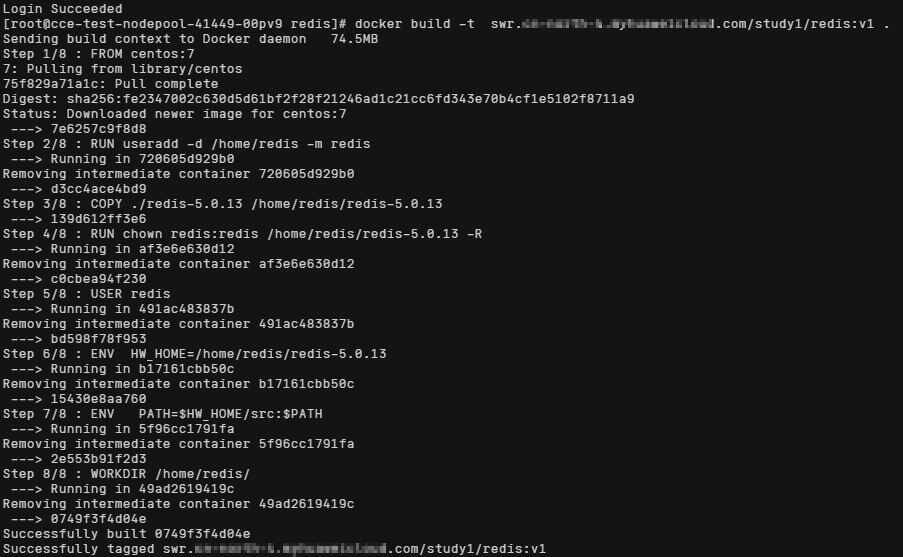 Login Succeeded
[root@cce-test-nodepool-41449-00pv9 redis]# docker build -t  swr. .com/study1/redis:v1 .
Sending build context to Docker daemon   74.5MB
Step 1/8 : FROM centos:7
7: Pulling from library/centos
75f829a71a1c: Pull complete
Digest: sha256:fe2347002c630d5d61bf2f28f21246ad1c21cc6fd343e70b4cf1e5102f8711a9
Status: Downloaded newer image for centos:7
 ---> 7e6257c9f8d8
Step 2/8 : RUN useradd -d /home/redis -m redis
 ---> Running in 720605d929b0
Removing intermediate container 720605d929b0
 ---> d3cc4ace4bd9
Step 3/8 : COPY ./redis-5.0.13 /home/redis/redis-5.0.13
 ---> 139d612ff3e6
Step 4/8 : RUN chown redis:redis /home/redis/redis-5.0.13 -R
 ---> Running in af3e6e630d12
Removing intermediate container af3e6e630d12
 ---> c0cbea94f230
Step 5/8 : USER redis
 ---> Running in 491ac483837b
Removing intermediate container 491ac483837b
 ---> bd598f78f953
Step 6/8 : ENV  HW_HOME=/home/redis/redis-5.0.13
 ---> Running in b17161cbb50c
Removing intermediate container b17161cbb50c
 ---> 15430e8aa760
Step 7/8 : ENV   PATH=$HW_HOME/src:$PATH
 ---> Running in 5f96cc1791fa
Removing intermediate container 5f96cc1791fa
 ---> 2e553b91f2d3
Step 8/8 : WORKDIR /home/redis/
 ---> Running in 49ad2619419c
Removing intermediate container 49ad2619419c
 ---> 0749f3f4d04e
Successfully built 0749f3f4d04e
Successfully tagged swr. .com/study1/redis:v1